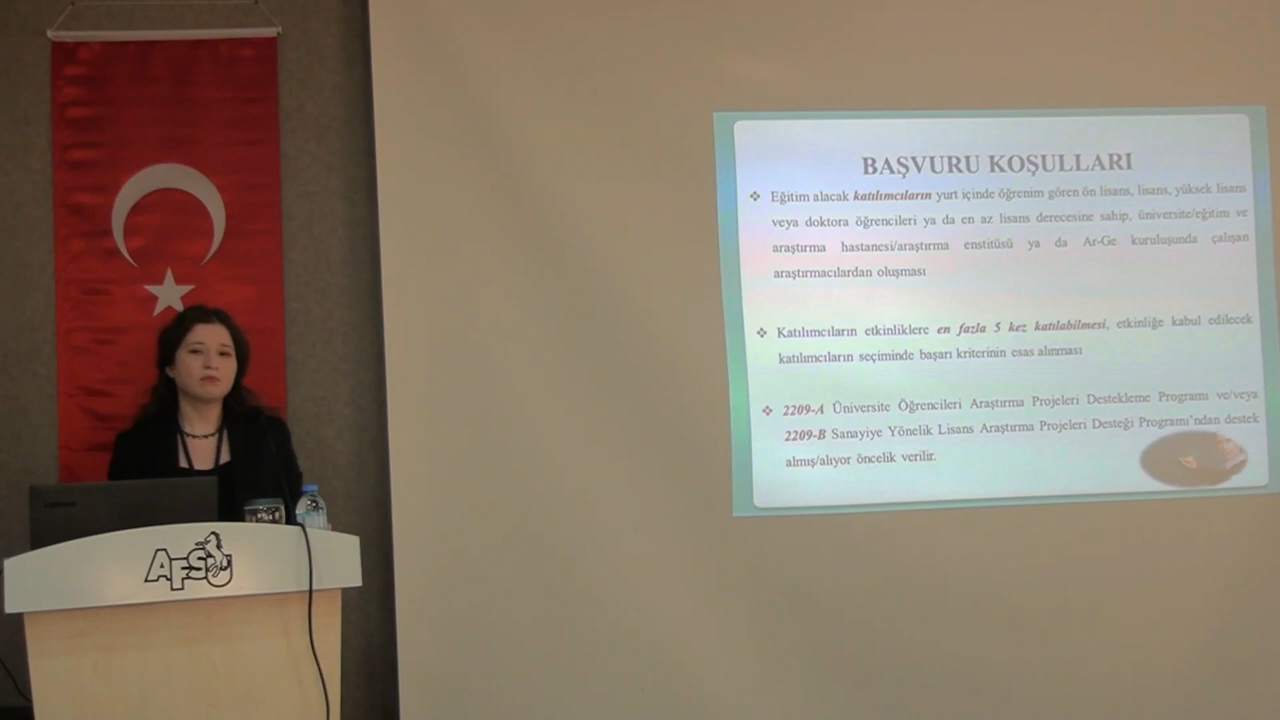 BAŞVURU KOŞULLARI
❖ Eğitim alacak katılımcıların yurt içinde öğrenim gören ön lisans, lisans, yüksek lisans
veya doktora öğrencileri ya da en az lisans derecesine sahip, üniversite/eğitim ve
araştırma hastanesi/araştırma enstitüsü ya da Ar-Ge kuruluşunda çalışan
araştırmacılardan oluşması
❖ Katılımcıların etkinliklere en fazla 5 kez katılabilmesi, etkinliğe kabul edilecek
katılımcıların seçiminde başarı kriterinin esas alınması
❖ 2209-A Üniversite Öğrencileri Araştırma Projeleri Destekleme Programı ve/veya
2209-B Sanayiye Yönelik Lisans Araştırma Projeleri Desteği Programı'ndan destek
almış/alıyor öncelik verilir.
Lenovo
AFSU